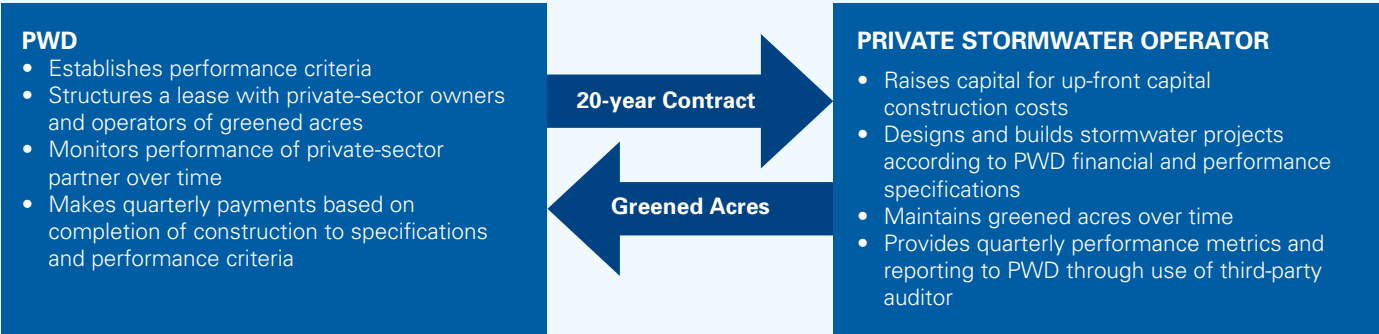 PWD
• Establishes performance criteria
• Structures a lease with private-sector owners
and operators of greened acres
• Monitors performance of private-sector
partner over time
• Makes quarterly payments based on
completion of construction to specifications
and performance criteria
20-year Contract
Greened Acres
PRIVATE STORMWATER OPERATOR
• Raises capital for up-front capital
construction costs
• Designs and builds stormwater projects
according to PWD financial and performance
specifications
• Maintains greened acres over time
• Provides quarterly performance metrics and
reporting to PWD through use of third-party
auditor